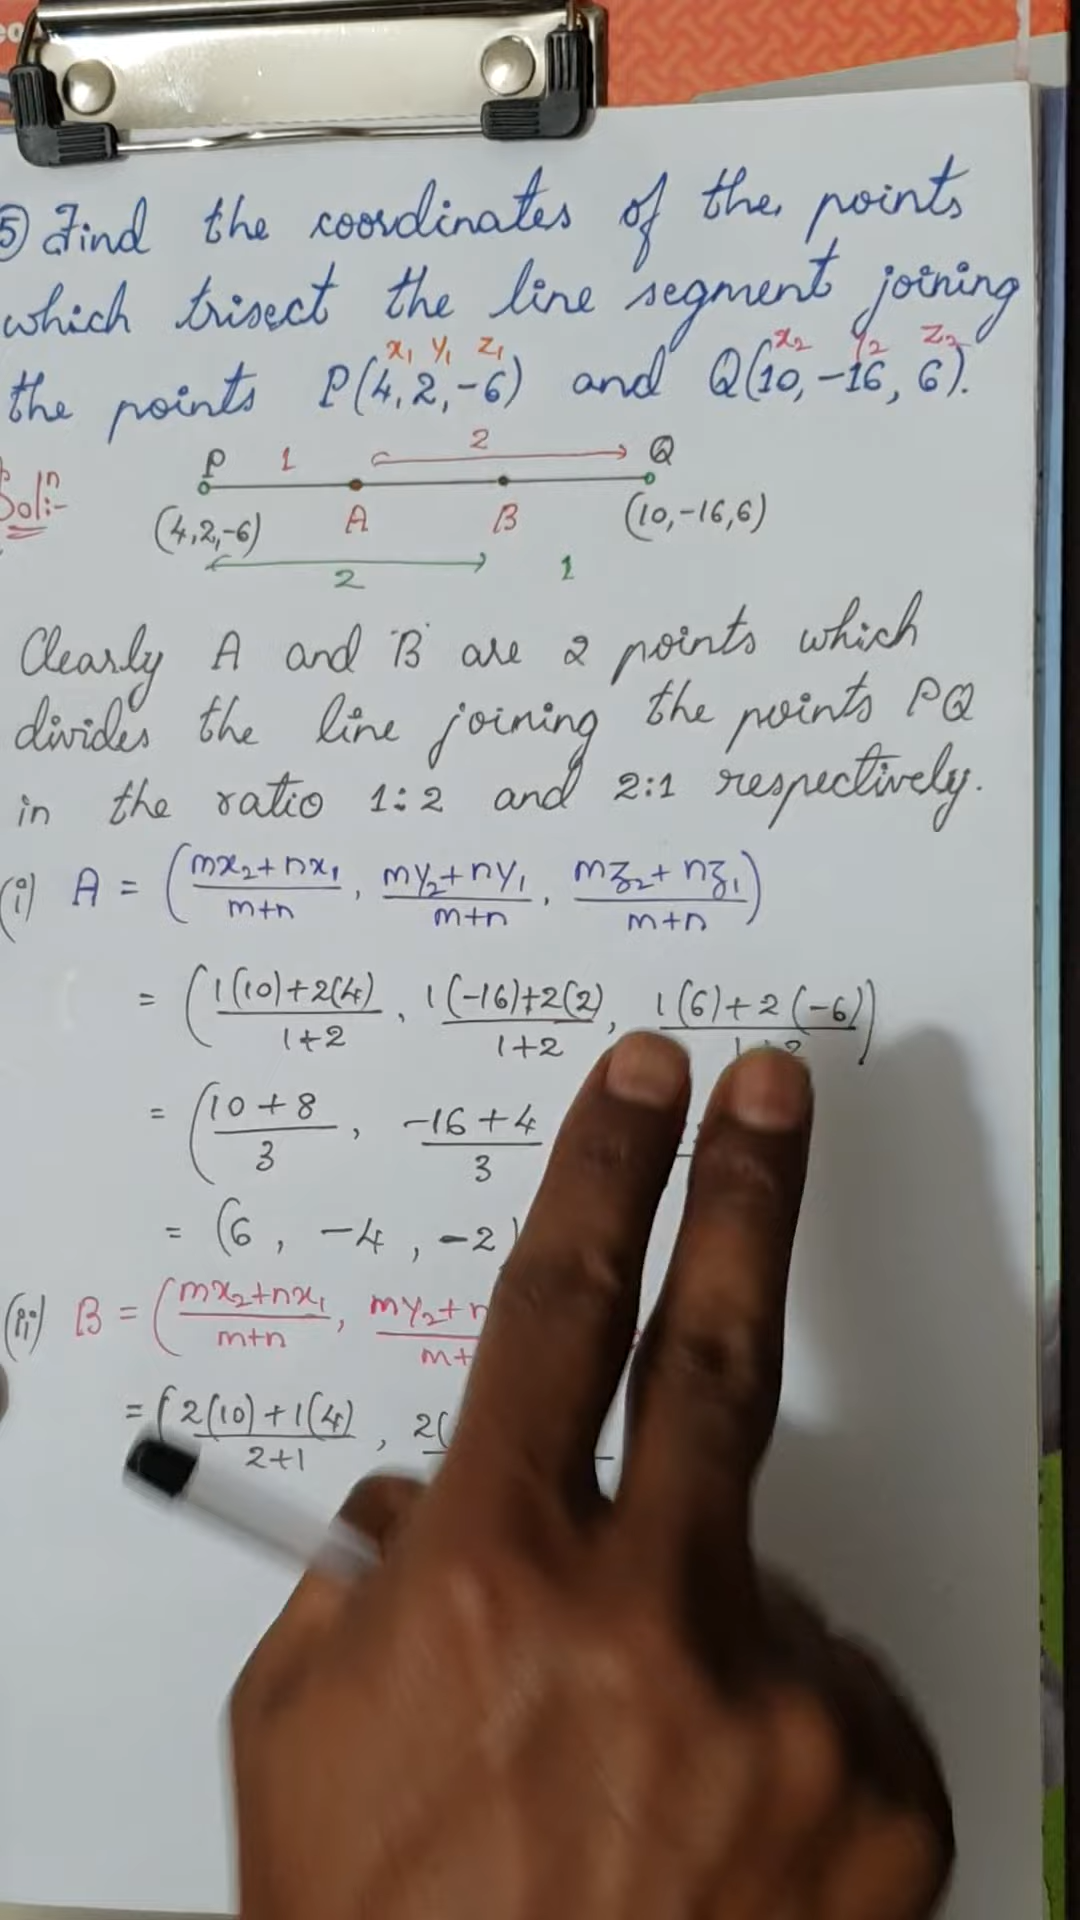 ⑤ Find the coordinates of the points
which trisect the line segment joining
x₁ y₁ z₁ x₂ y₂ z₂
the points P(4,2,-6) and Q(10,-16,6).
Solⁿ:-
P 1 2 Q
(4,2,-6) A B (10,-16,6)
2 1
Clearly A and B are 2 points which
divides the line joining the points PQ
in the ratio 1:2 and 2:1 respectively.
(i) A = (mx₂+nx₁/m+n, my₂+ny₁/m+n, mz₂+nz₁/m+n)
= (1(10)+2(4)/1+2, 1(-16)+2(2)/1+2, 1(6)+2(-6)/1+2)
= (10+8/3, -16+4/3
= (6, -4, -2)
(ii) B = (mx₂+nx₁/m+n, my₂+n/m+
= (2(10)+1(4)/2+1, 2(